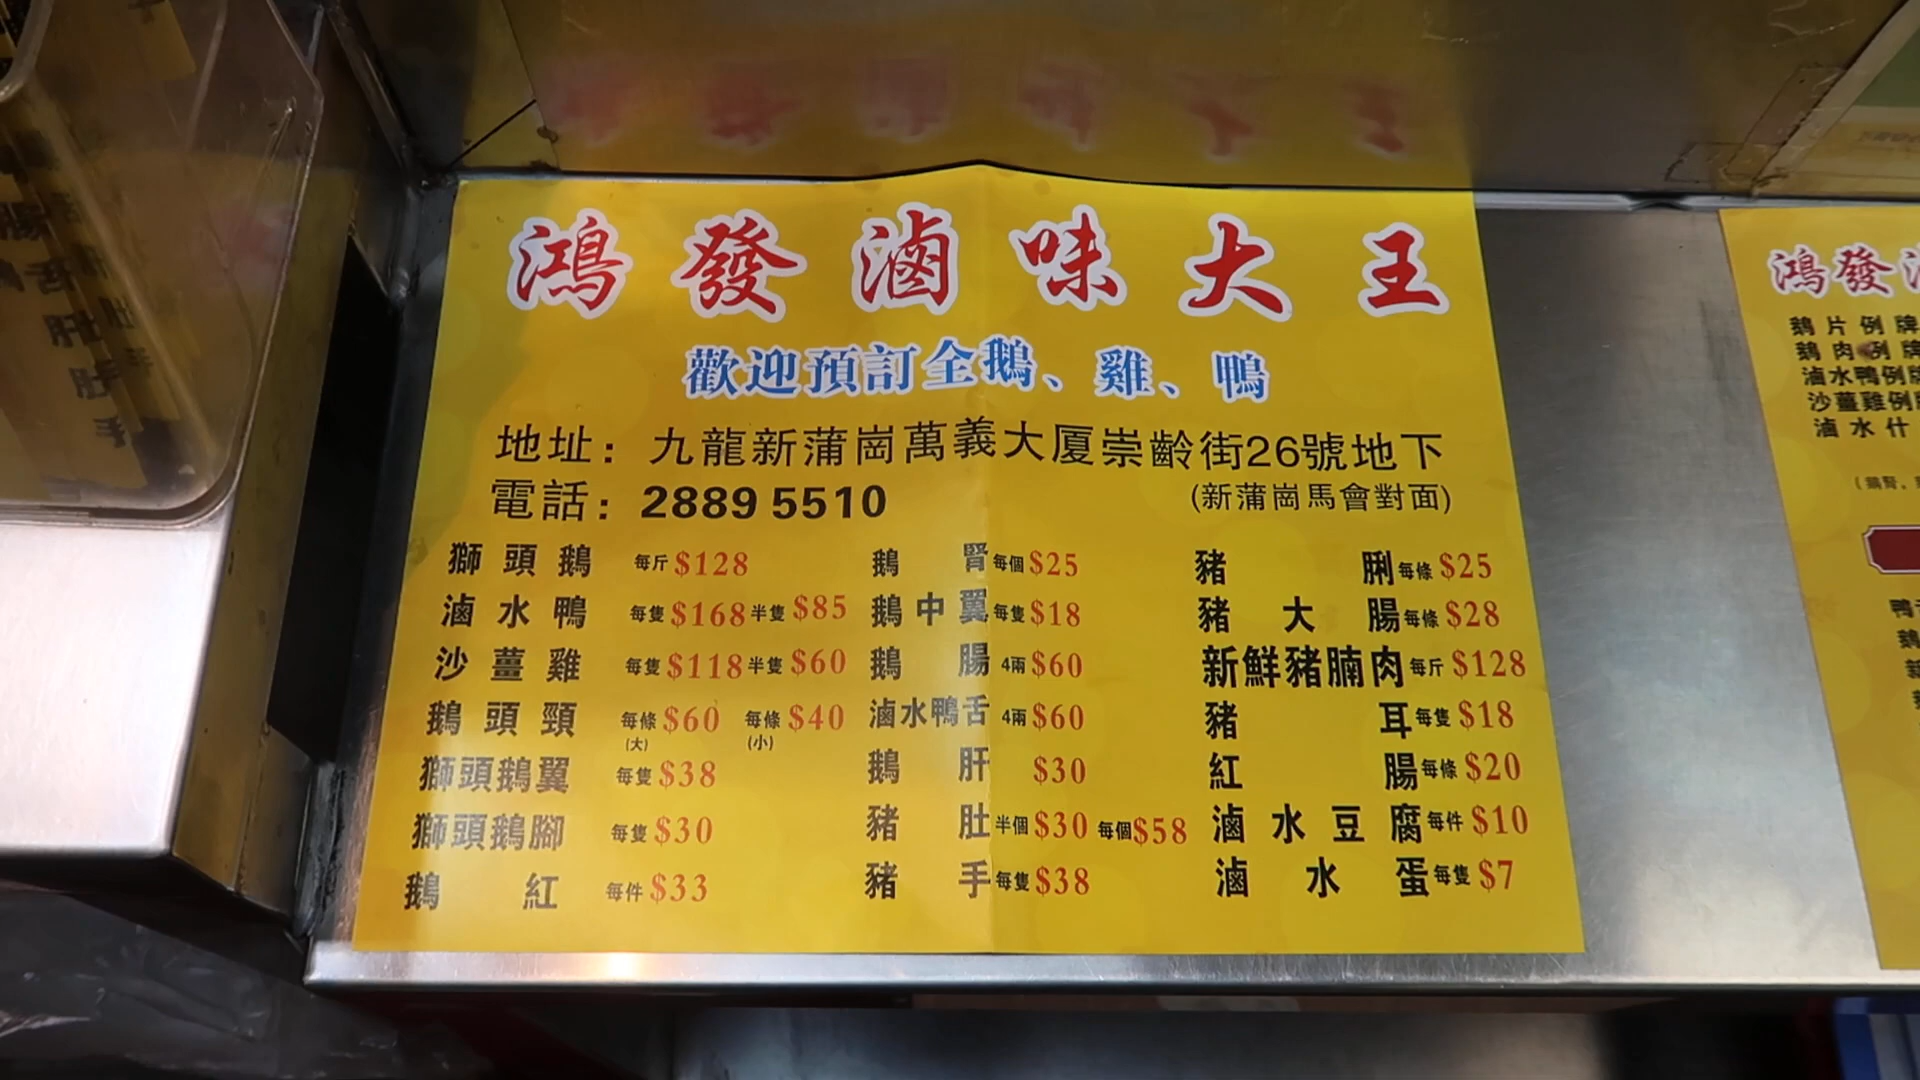 鴻發滷味大王
歡迎預訂全鵝、雞、鴨
地址：九龍新蒲崗萬義大厦崇齡街26號地下
電話：2889 5510 (新蒲崗馬會對面)
獅頭鵝 每斤$128
滷水鴨 每隻$168 半隻$85
沙薑雞 每隻$118 半隻$60
鵝頭頸 每條(大)$60 每條(小)$40
獅頭鵝翼 每隻$38
獅頭鵝腳 每隻$30
鵝紅 每件$33
鵝腎 每個$25
鵝中翼 每隻$18
鵝腸 4兩$60
滷水鴨舌 4兩$60
鵝肝 $30
豬肚 半個$30 每個$58
豬手 每隻$38
豬脷 每條$25
豬大腸 每條$28
新鮮豬腩肉 每斤$128
豬耳 每隻$18
紅腸 每條$20
滷水豆腐 每件$10
滷水蛋 每隻$7
鴻發
鵝片例牌
鵝肉例牌
滷水鴨例牌
沙薑雞例
滷水什